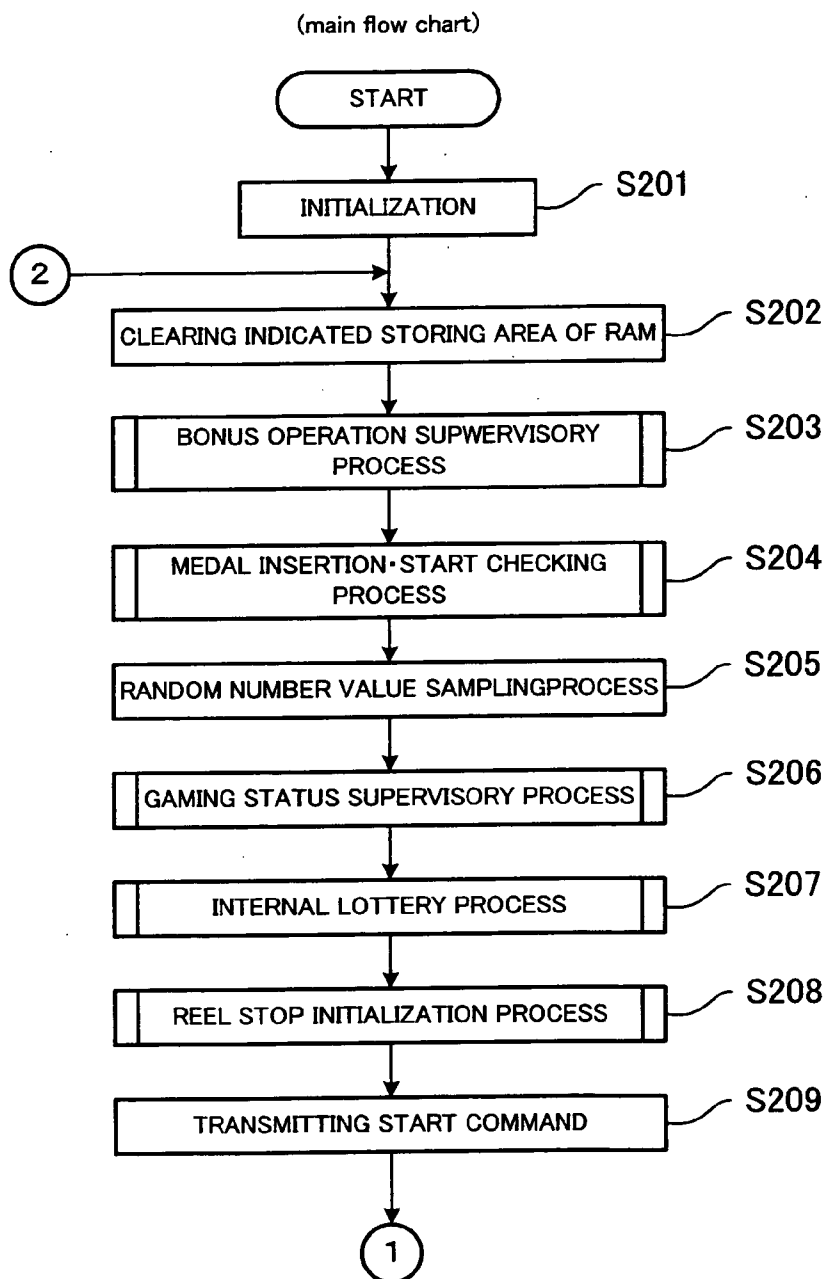 (main flow chart)
START
INITIALIZATION
S201
2
CLEARING INDICATED STORING AREA OF RAM
S202
BONUS OPERATION SUPWERVISORY
PROCESS
S203
MEDAL INSERTION・START CHECKING
PROCESS
S204
RANDOM NUMBER VALUE SAMPLINGPROCESS
S205
GAMING STATUS SUPERVISORY PROCESS
S206
INTERNAL LOTTERY PROCESS
S207
REEL STOP INITIALIZATION PROCESS
S208
TRANSMITTING START COMMAND
S209
1